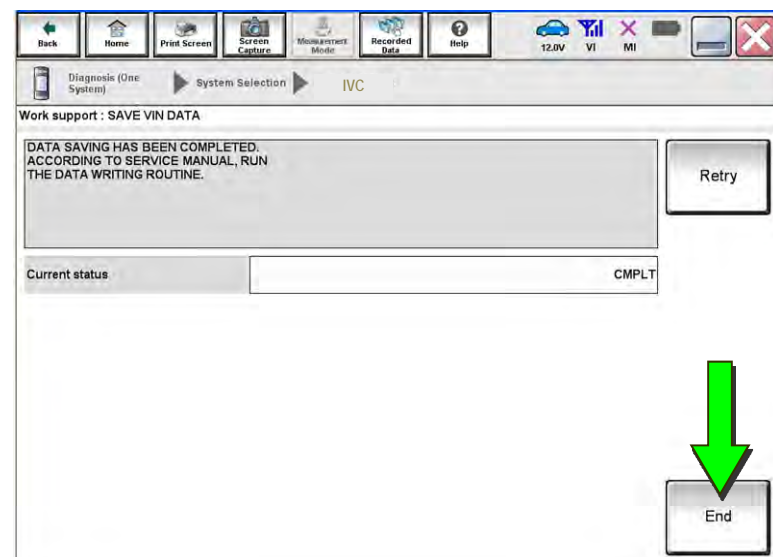 Back
Home
Print Screen
Screen Capture
Measurement Mode
Recorded Data
Help
12.0V
VI
MI
Diagnosis (One System)
System Selection
IVC
Work support : SAVE VIN DATA
DATA SAVING HAS BEEN COMPLETED.
ACCORDING TO SERVICE MANUAL, RUN
THE DATA WRITING ROUTINE.
Retry
Current status
CMPLT
End